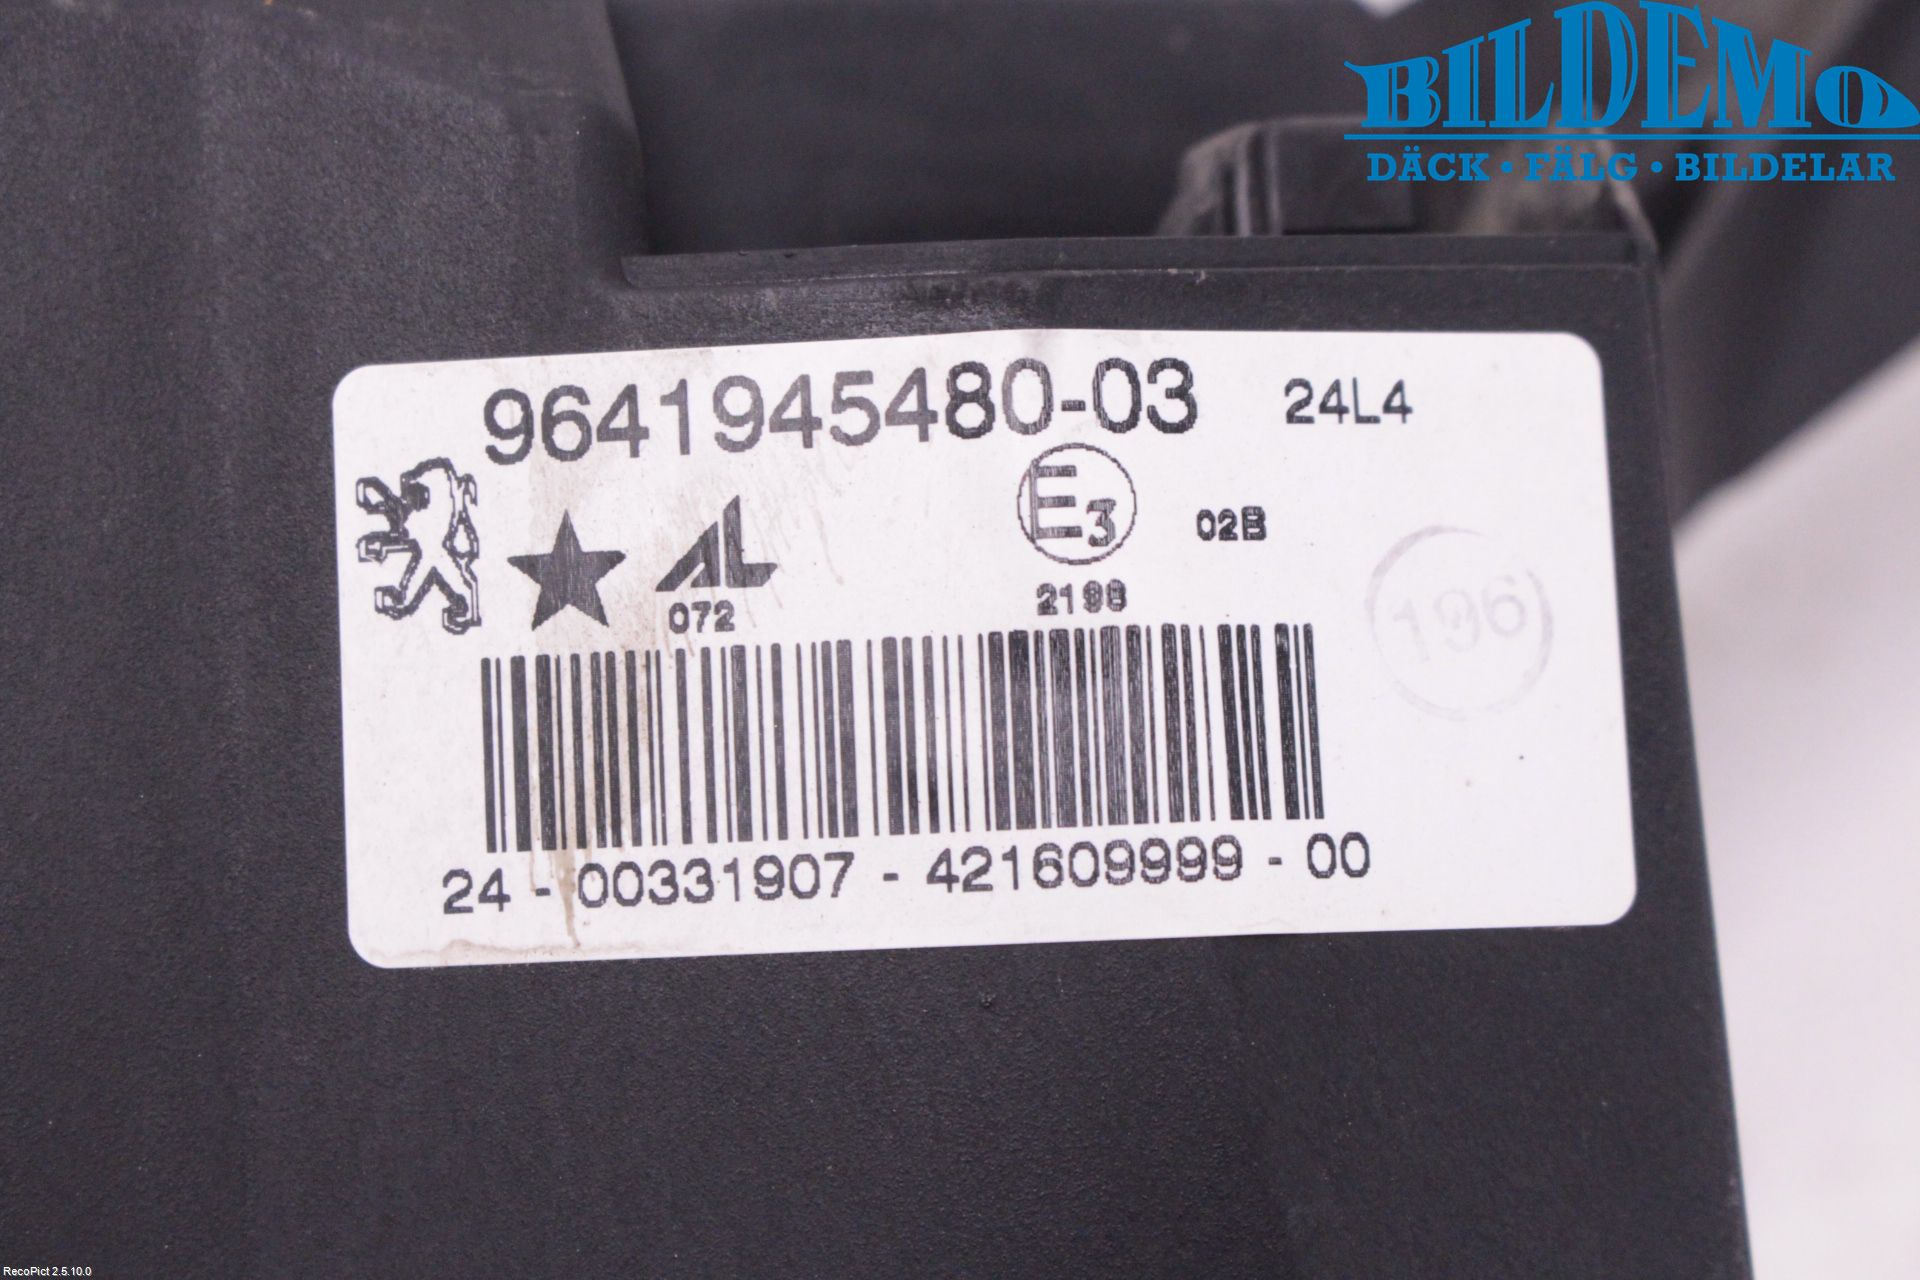 BILDEMO
DÄCK • FÄLG • BILDELAR
9641945480-03 24L4
E3 02B
AL
072 2198
196
24 - 00331907 - 421609999 - 00
RecoPict 2.5.10.0